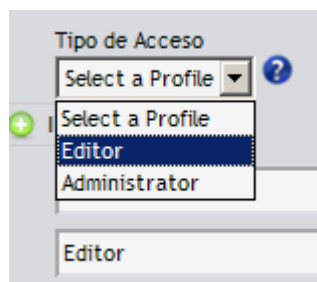 Tipo de Acceso
Select a Profile
Select a Profile
Editor
Administrator
Editor